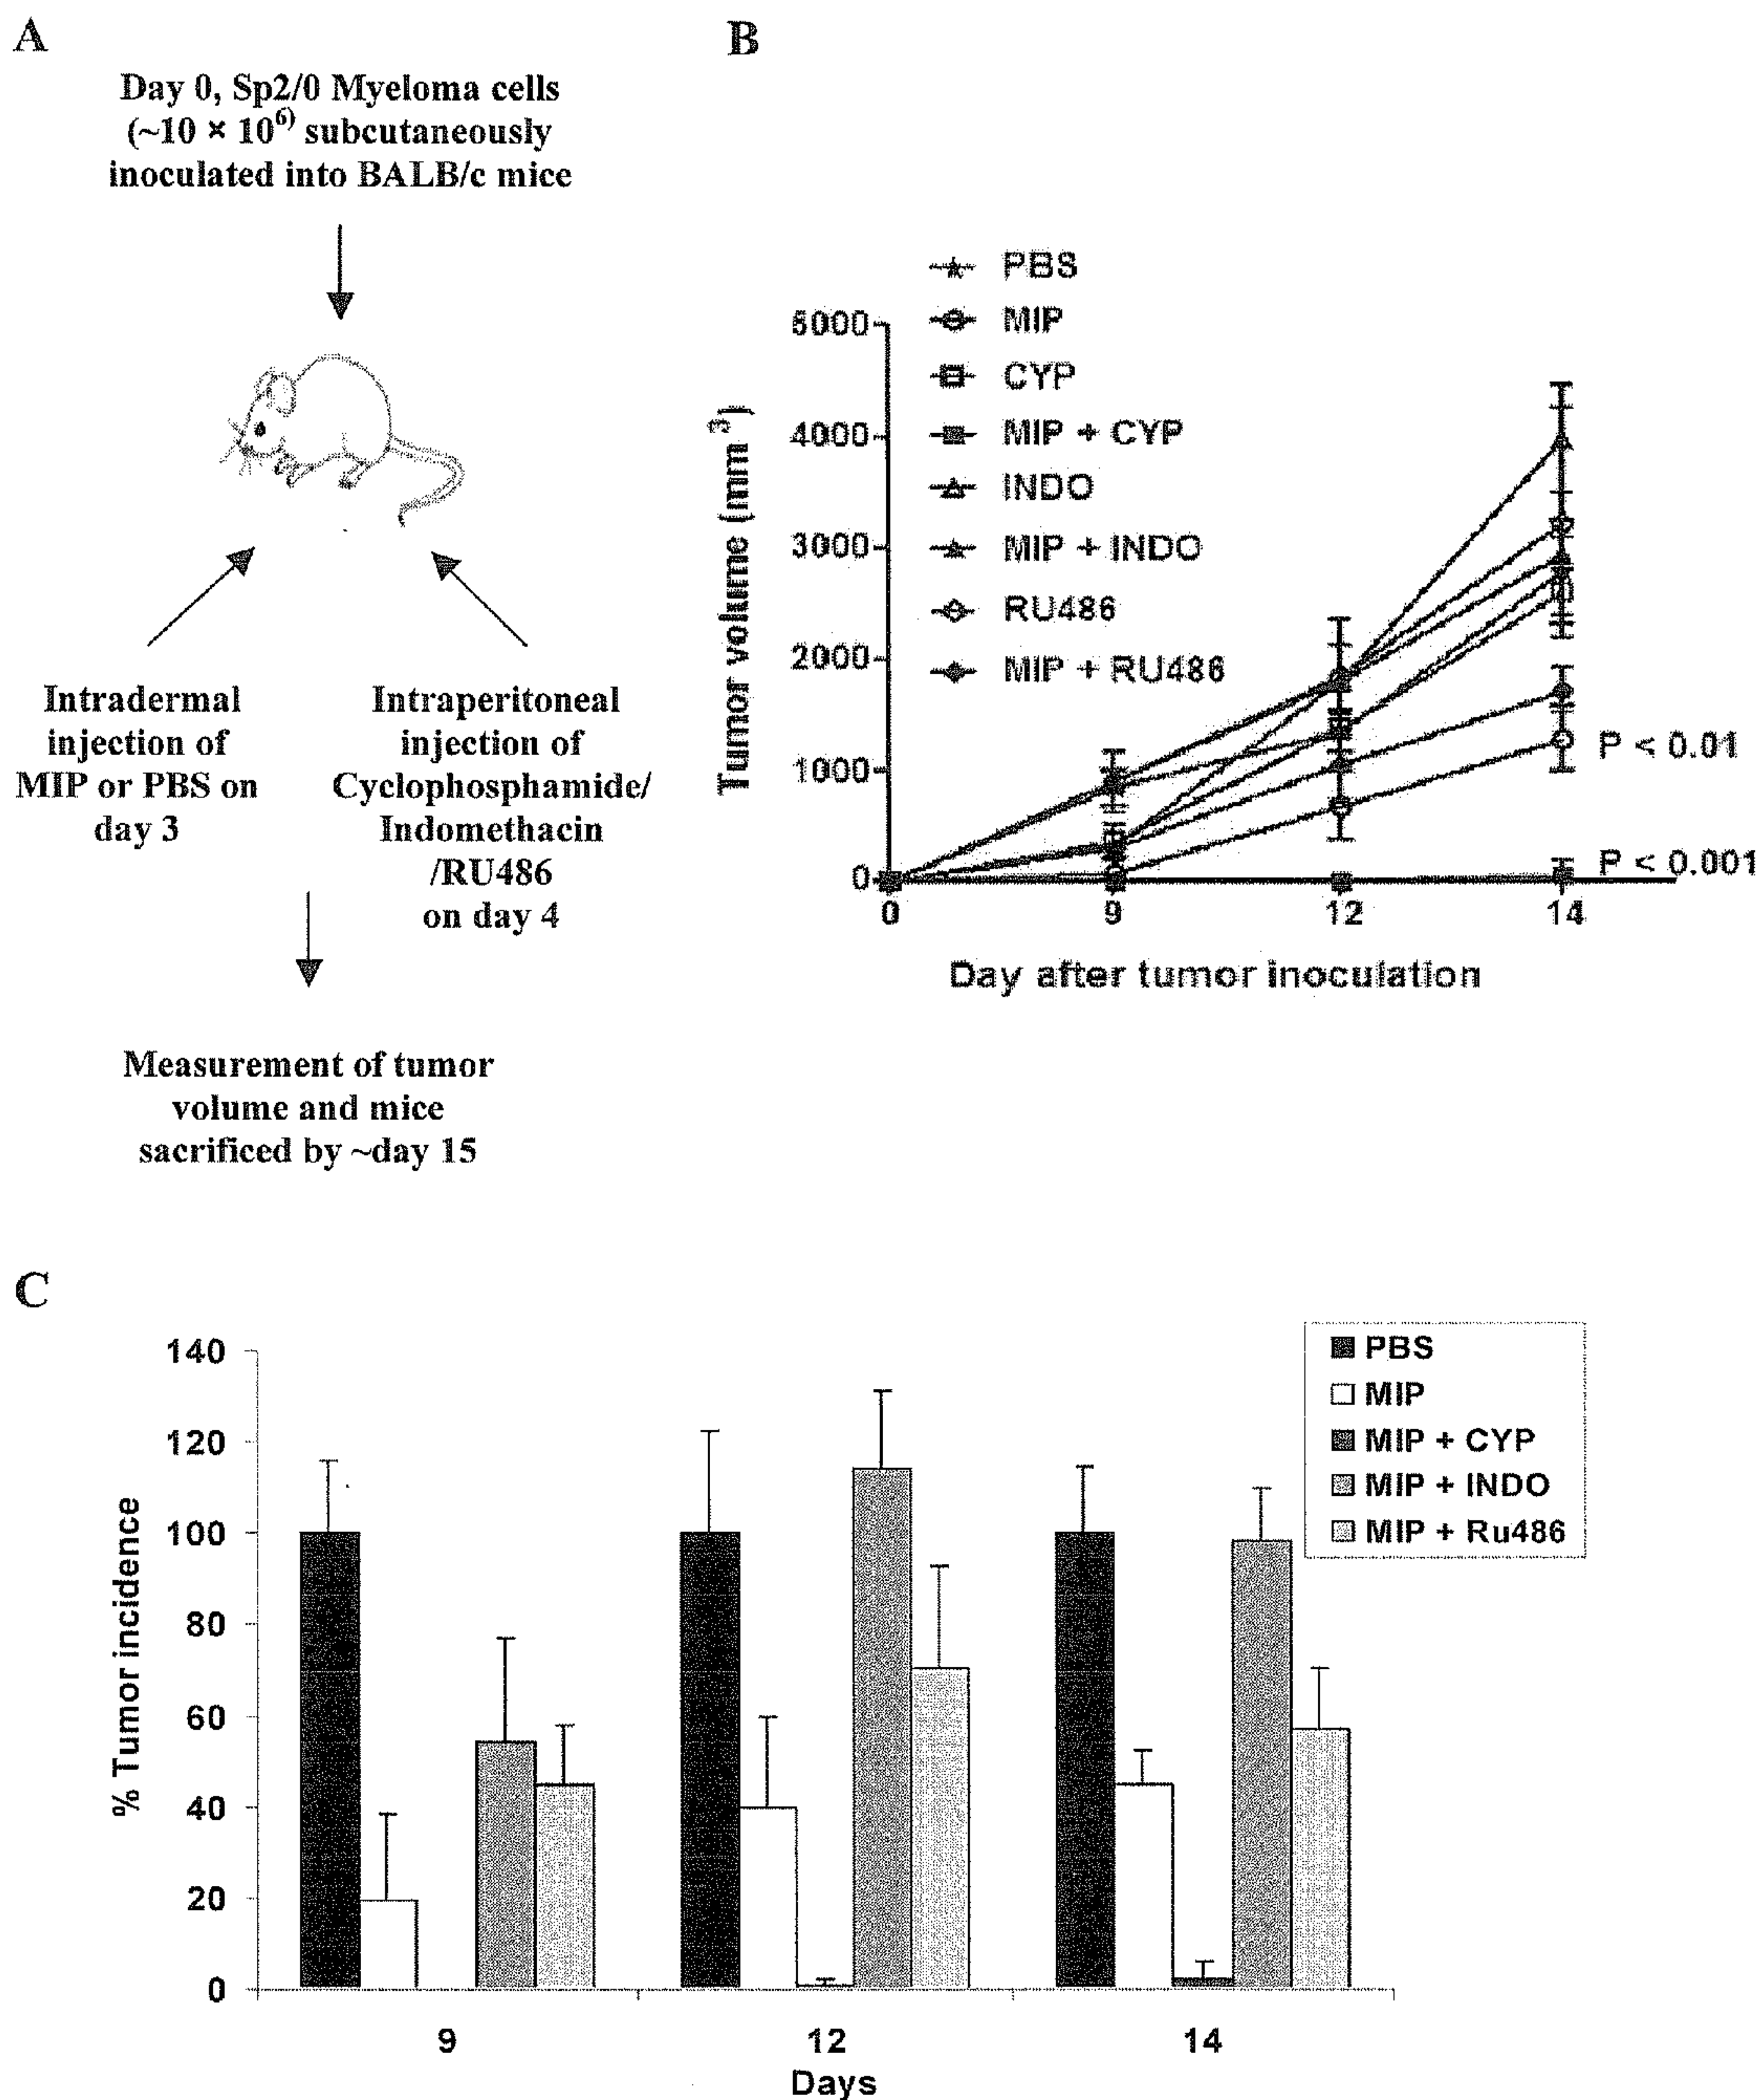 A
Day 0, Sp2/0 Myeloma cells
(~10 × 10⁶⁾ subcutaneously
inoculated into BALB/c mice
Intradermal
injection of
MIP or PBS on
day 3
Intraperitoneal
injection of
Cyclophosphamide/
Indomethacin
/RU486
on day 4
Measurement of tumor
volume and mice
sacrificed by ~day 15
B
PBS
MIP
CYP
MIP + CYP
INDO
MIP + INDO
RU486
MIP + RU486
Tumor volume (mm³)
5000
4000
3000
2000
1000
0
P < 0.01
P < 0.001
0 9 12 14
Day after tumor inoculation
C
% Tumor incidence
140
120
100
80
60
40
20
0
PBS
MIP
MIP + CYP
MIP + INDO
MIP + Ru486
9 12 14
Days